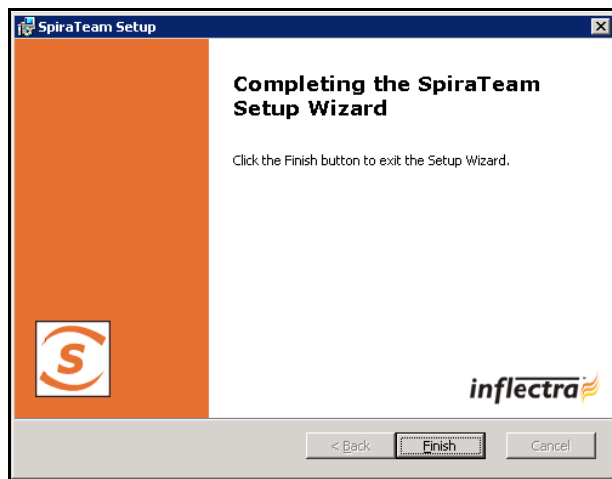 SpiraTeam Setup
Completing the SpiraTeam
Setup Wizard
Click the Finish button to exit the Setup Wizard.
S
inflectra
< Back
Finish
Cancel